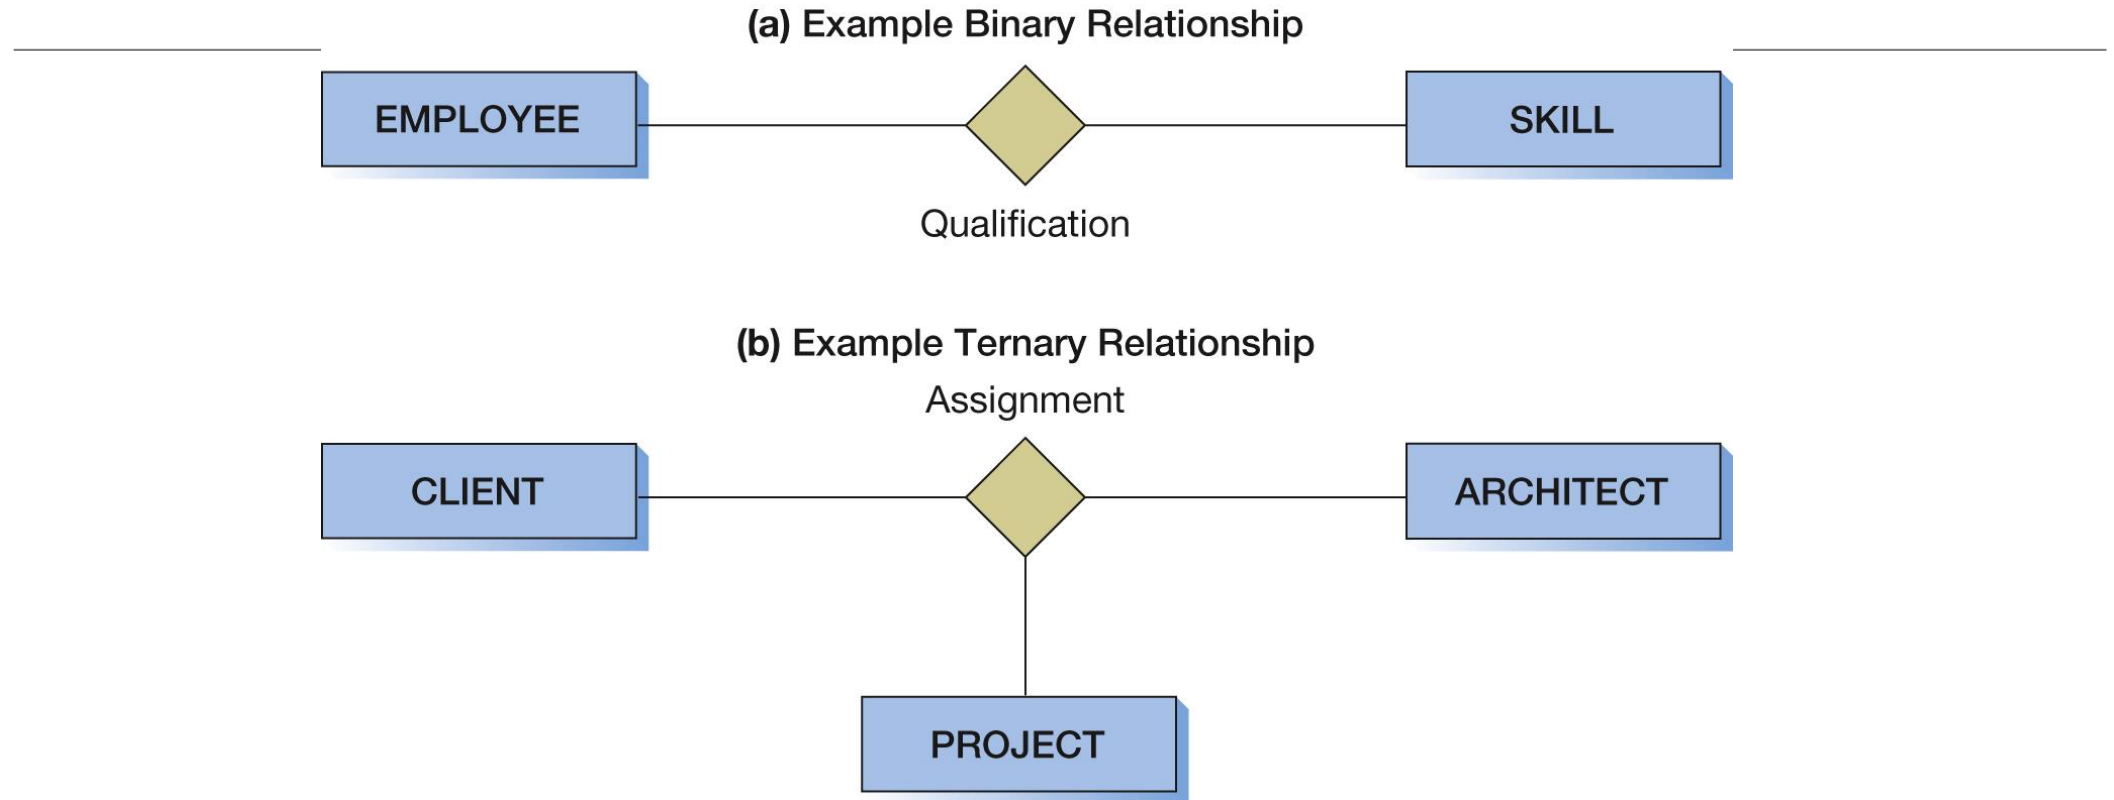 (a) Example Binary Relationship
EMPLOYEE
SKILL
Qualification
(b) Example Ternary Relationship
Assignment
CLIENT
ARCHITECT
PROJECT